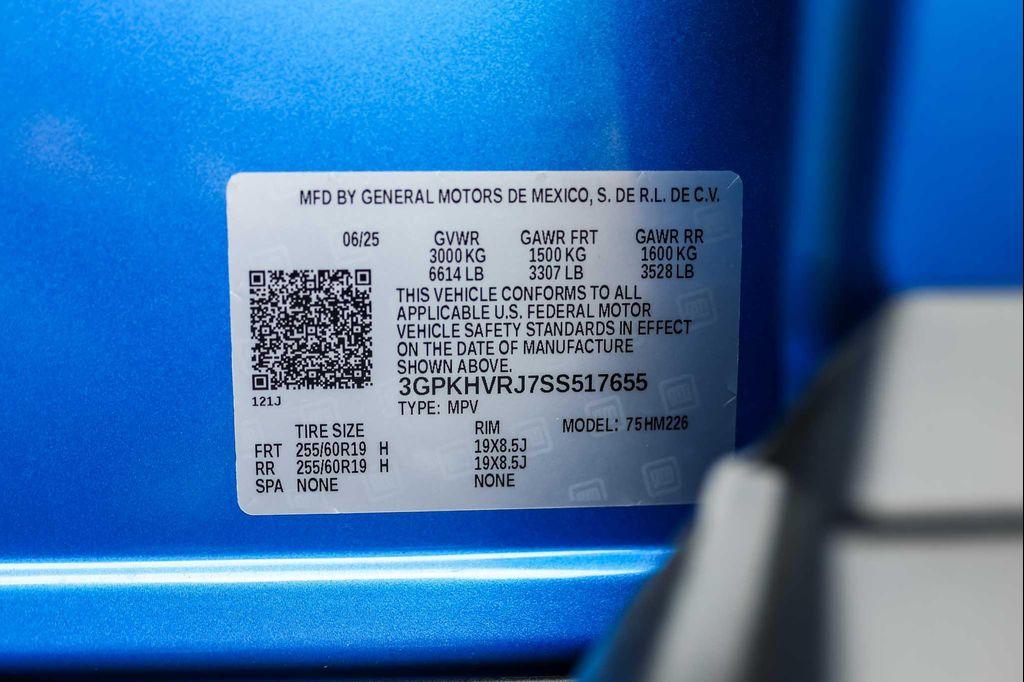 MFD BY GENERAL MOTORS DE MEXICO, S. DE R.L. DE C.V.
06/25 GVWR GAWR FRT GAWR RR
3000 KG 1500 KG 1600 KG
6614 LB 3307 LB 3528 LB
THIS VEHICLE CONFORMS TO ALL
APPLICABLE U.S. FEDERAL MOTOR
VEHICLE SAFETY STANDARDS IN EFFECT
ON THE DATE OF MANUFACTURE
SHOWN ABOVE.
3GPKHVRJ7SS517655
121J
TYPE: MPV
TIRE SIZE RIM MODEL: 75HM226
FRT 255/60R19 H 19X8.5J
RR 255/60R19 H 19X8.5J
SPA NONE NONE